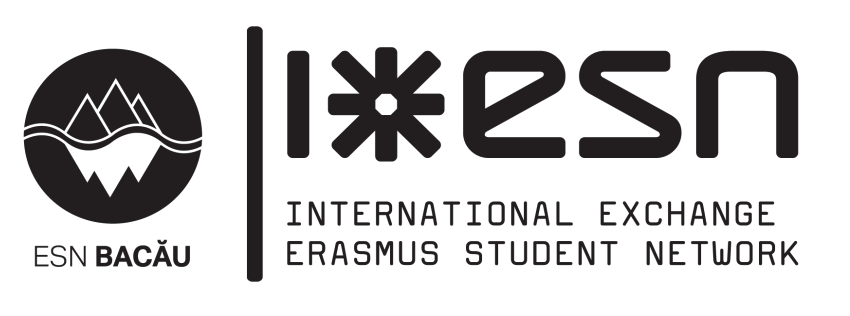 ESN BACĂU
I esn
INTERNATIONAL EXCHANGE
ERASMUS STUDENT NETWORK